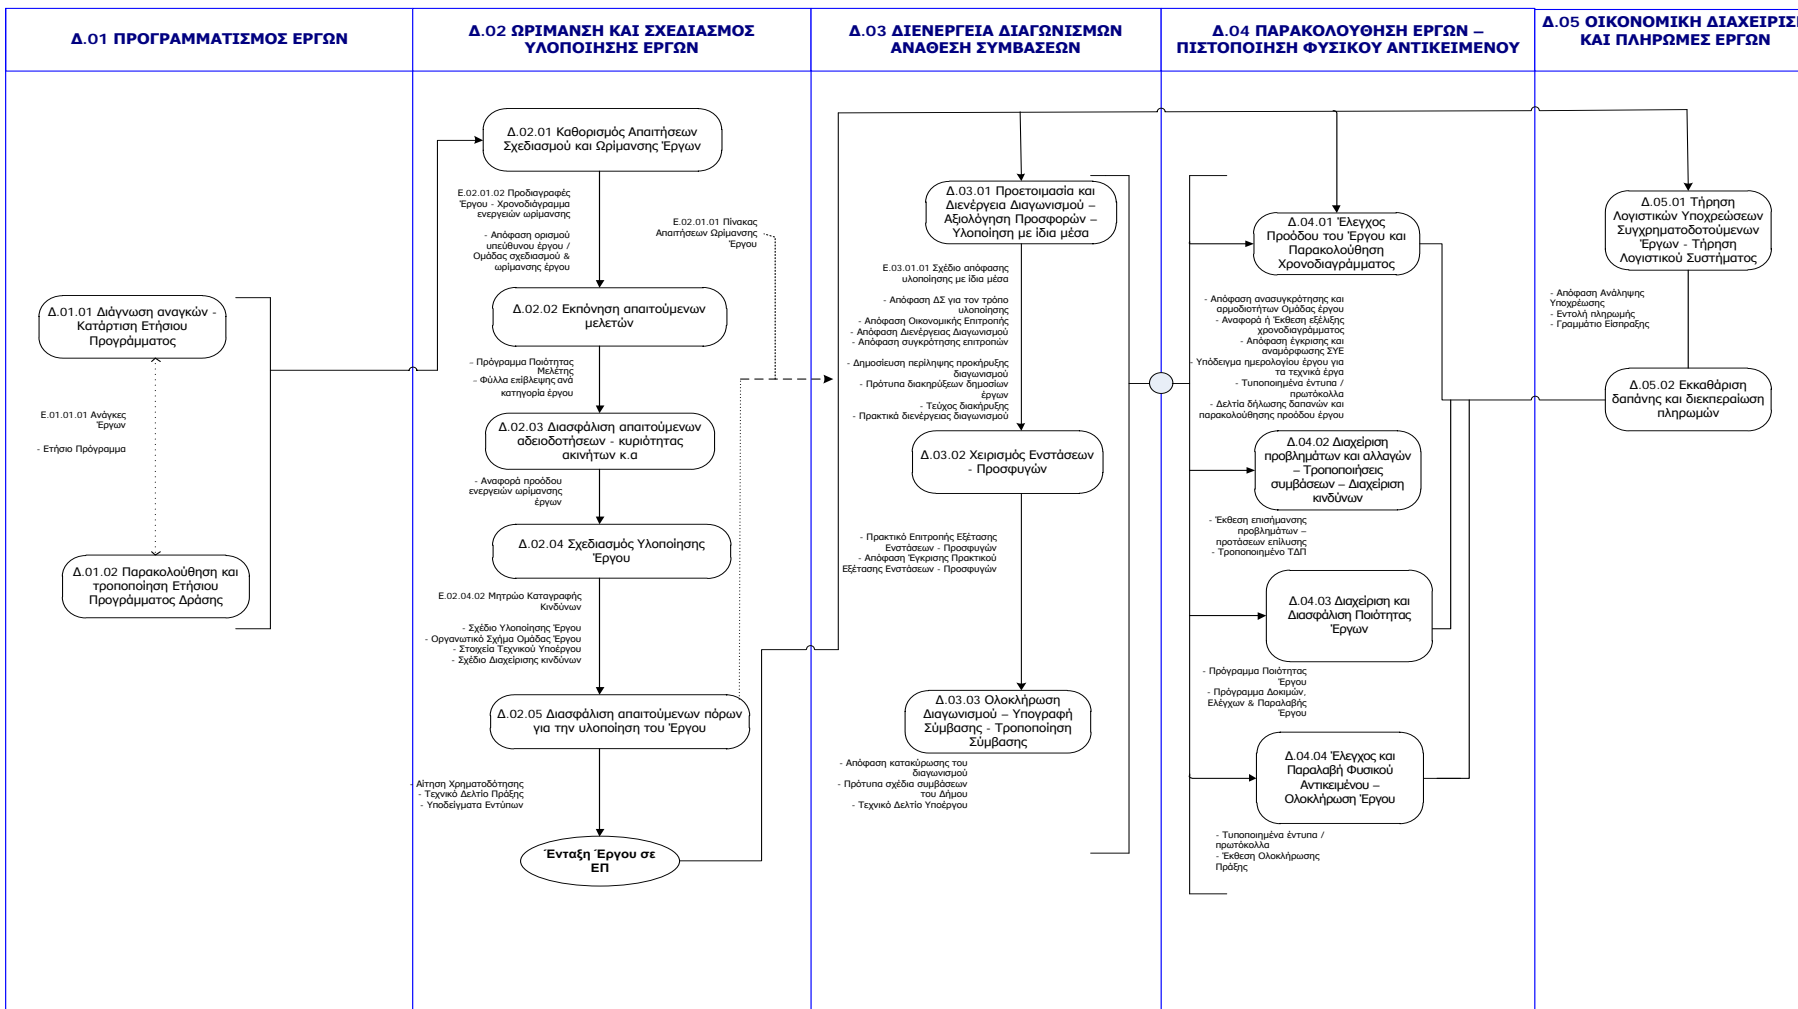 Δ.01 ΠΡΟΓΡΑΜΜΑΤΙΣΜΟΣ ΕΡΓΩΝ
Δ.02 ΩΡΙΜΑΝΣΗ ΚΑΙ ΣΧΕΔΙΑΣΜΟΣ
ΥΛΟΠΟΙΗΣΗΣ ΕΡΓΩΝ
Δ.03 ΔΙΕΝΕΡΓΕΙΑ ΔΙΑΓΩΝΙΣΜΩΝ
ΑΝΑΘΕΣΗ ΣΥΜΒΑΣΕΩΝ
Δ.04 ΠΑΡΑΚΟΛΟΥΘΗΣΗ ΕΡΓΩΝ –
ΠΙΣΤΟΠΟΙΗΣΗ ΦΥΣΙΚΟΥ ΑΝΤΙΚΕΙΜΕΝΟΥ
Δ.05 ΟΙΚΟΝΟΜΙΚΗ ΔΙΑΧΕΙΡΙΣΗ
ΚΑΙ ΠΛΗΡΩΜΕΣ ΕΡΓΩΝ
Δ.01.01 Διάγνωση αναγκών -
Κατάρτιση Ετήσιου
Προγράμματος
Ε.01.01.01 Ανάγκες
Έργων
- Ετήσιο Πρόγραμμα
Δ.01.02 Παρακολούθηση και
τροποποίηση Ετήσιου
Προγράμματος Δράσης
Δ.02.01 Καθορισμός Απαιτήσεων
Σχεδιασμού και Ωρίμανσης Έργων
Ε.02.01.02 Προδιαγραφές
Έργου - Χρονοδιάγραμμα
ενεργειών ωρίμανσης
- Απόφαση ορισμού
υπεύθυνου έργου /
Ομάδας σχεδιασμού &
ωρίμανσης έργου
Ε.02.01.01 Πίνακας
Απαιτήσεων Ωρίμανσης
Έργου
Δ.02.02 Εκπόνηση απαιτούμενων
μελετών
- Πρόγραμμα Ποιότητας
Μελέτης
- Φύλλα επίβλεψης ανά
κατηγορία έργου
Δ.02.03 Διασφάλιση απαιτούμενων
αδειοδοτήσεων - κυριότητας
ακινήτων κ.α
- Αναφορά προόδου
ενεργειών ωρίμανσης
έργων
Δ.02.04 Σχεδιασμός Υλοποίησης
Έργου
Ε.02.04.02 Μητρώο Καταγραφής
Κινδύνων
- Σχέδιο Υλοποίησης Έργου
- Οργανωτικό Σχήμα Ομάδας Έργου
- Στοιχεία Τεχνικού Υποέργου
- Σχέδιο Διαχείρισης κινδύνων
Δ.02.05 Διασφάλιση απαιτούμενων πόρων
για την υλοποίηση του Έργου
- Αίτηση Χρηματοδότησης
- Τεχνικό Δελτίο Πράξης
- Υποδείγματα Εντύπων
Ένταξη Έργου σε
ΕΠ
Δ.03.01 Προετοιμασία και
Διενέργεια Διαγωνισμού –
Αξιολόγηση Προσφορών –
Υλοποίηση με ίδια μέσα
Ε.03.01.01 Σχέδιο απόφασης
υλοποίησης με ίδια μέσα
- Απόφαση ΔΣ για τον τρόπο
υλοποίησης
- Απόφαση Οικονομικής Επιτροπής
- Απόφαση Διενέργειας Διαγωνισμού
- Απόφαση συγκρότησης επιτροπών
- Δημοσίευση περίληψης προκήρυξης
διαγωνισμού
- Πρότυπα διακηρύξεων δημοσίων
έργων
- Τεύχος διακήρυξης
- Πρακτικά διενέργειας διαγωνισμού
Δ.03.02 Χειρισμός Ενστάσεων
- Προσφυγών
- Πρακτικό Επιτροπής Εξέτασης
Ενστάσεων - Προσφυγών
- Απόφαση Έγκρισης Πρακτικού
Εξέτασης Ενστάσεων - Προσφυγών
Δ.03.03 Ολοκλήρωση
Διαγωνισμού – Υπογραφή
Σύμβασης - Τροποποίηση
Σύμβασης
- Απόφαση κατακύρωσης του
διαγωνισμού
- Πρότυπα σχέδια συμβάσεων
του Δήμου
- Τεχνικό Δελτίο Υποέργου
Δ.04.01 Έλεγχος
Προόδου του Έργου και
Παρακολούθηση
Χρονοδιαγράμματος
- Απόφαση ανασυγκρότησης και
αρμοδιοτήτων Ομάδας έργου
- Αναφορά ή Έκθεση εξέλιξης
χρονοδιαγράμματος
- Απόφαση έγκρισης και
αναμόρφωσης ΣΥΕ
- Υπόδειγμα ημερολογίου έργου για
τα τεχνικά έργα
- Τυποποιημένα έντυπα /
πρωτόκολλα
- Δελτία δήλωσης δαπανών και
παρακολούθησης προόδου έργου
Δ.04.02 Διαχείριση
προβλημάτων και αλλαγών
– Τροποποιήσεις
συμβάσεων – Διαχείριση
κινδύνων
- Έκθεση επισήμανσης
προβλημάτων –
προτάσεων επίλυσης
- Τροποποιημένο ΤΔΠ
Δ.04.03 Διαχείριση και
Διασφάλιση Ποιότητας
Έργων
- Πρόγραμμα Ποιότητας
Έργου
- Πρόγραμμα Δοκιμών,
Ελέγχων & Παραλαβής
Έργου
Δ.04.04 Έλεγχος και
Παραλαβή Φυσικού
Αντικειμένου –
Ολοκλήρωση Έργου
- Τυποποιημένα έντυπα /
πρωτόκολλα
- Έκθεση Ολοκλήρωσης
Πράξης
Δ.05.01 Τήρηση
Λογιστικών Υποχρεώσεων
Συγχρηματοδοτούμενων
Έργων - Τήρηση
Λογιστικού Συστήματος
- Απόφαση Ανάληψης
Υποχρέωσης
- Εντολή πληρωμής
- Γραμμάτιο Είσπραξης
Δ.05.02 Εκκαθάριση
δαπάνης και διεκπεραίωση
πληρωμών